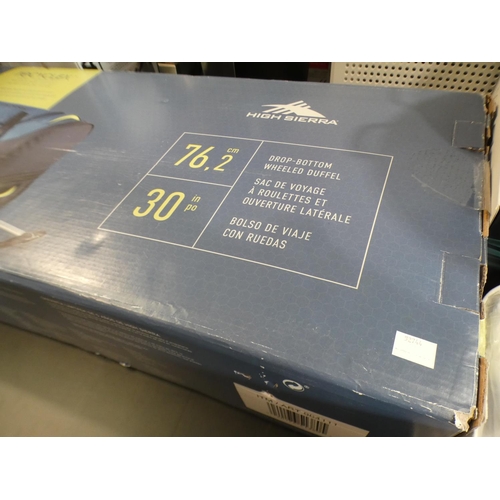 HIGH SIERRA
76,2 cm
30 in
po
DROP-BOTTOM
WHEELED DUFFEL
SAC DE VOYAGE
À ROULETTES ET
OUVERTURE LATÉRALE
BOLSO DE VIAJE
CON RUEDAS